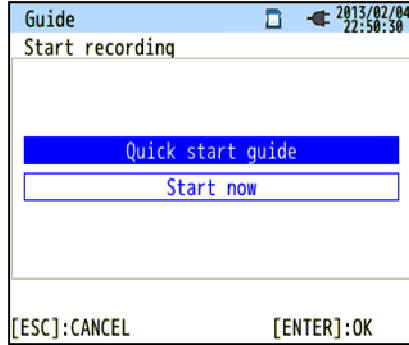 Guide 2013/02/04
22:50:30
Start recording
Quick start guide
Start now
[ESC]:CANCEL [ENTER]:OK